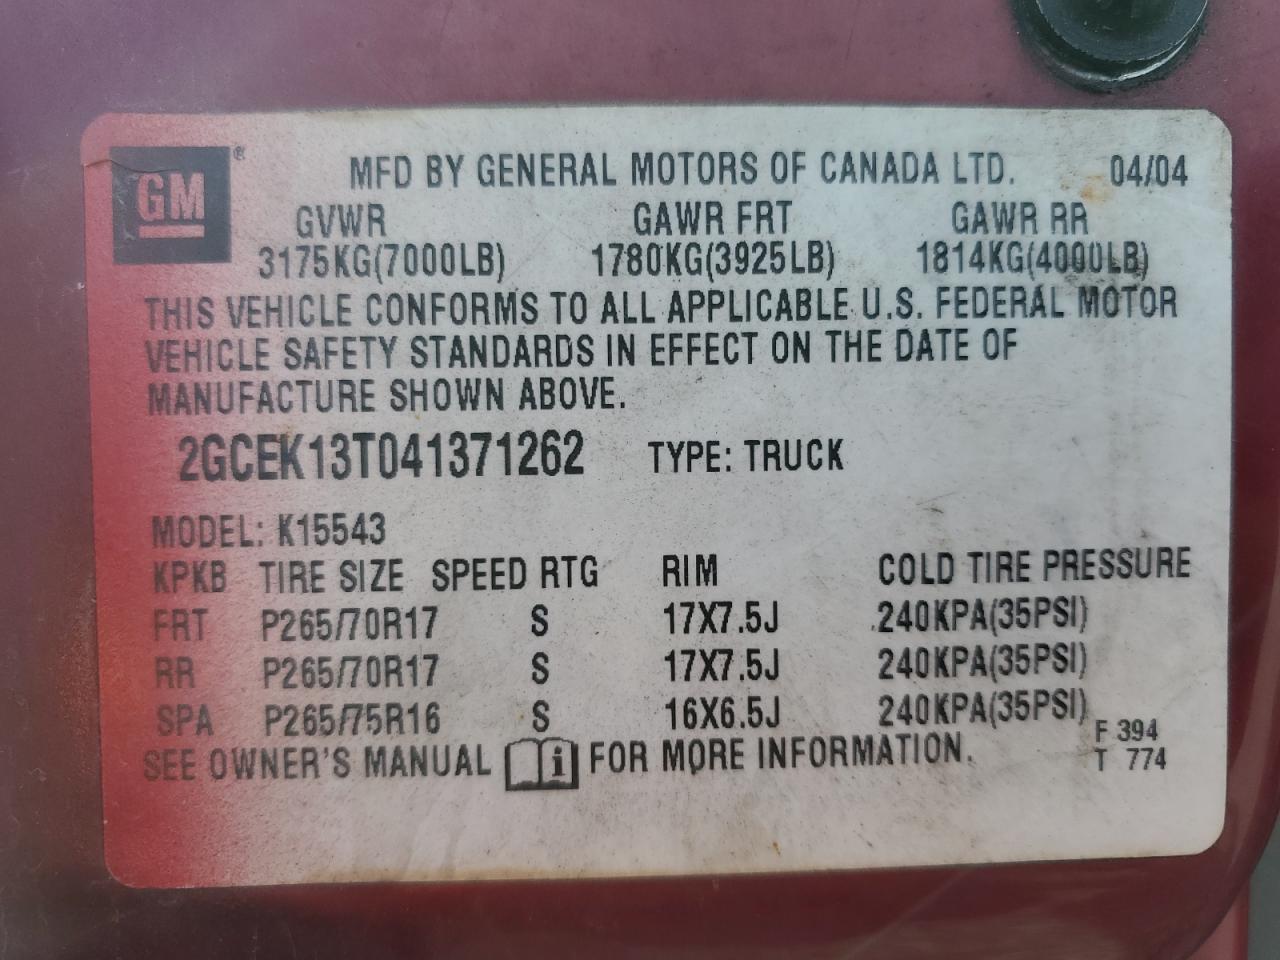 GM®
MFD BY GENERAL MOTORS OF CANADA LTD. 04/04
GVWR GAWR FRT GAWR RR
3175KG(7000LB) 1780KG(3925LB) 1814KG(4000LB)
THIS VEHICLE CONFORMS TO ALL APPLICABLE U.S. FEDERAL MOTOR
VEHICLE SAFETY STANDARDS IN EFFECT ON THE DATE OF
MANUFACTURE SHOWN ABOVE.
2GCEK13T041371262 TYPE: TRUCK
MODEL: K15543
KPKB TIRE SIZE SPEED RTG RIM COLD TIRE PRESSURE
FRT P265/70R17 S 17X7.5J 240KPA(35PSI)
RR P265/70R17 S 17X7.5J 240KPA(35PSI)
SPA P265/75R16 S 16X6.5J 240KPA(35PSI)
SEE OWNER'S MANUAL i FOR MORE INFORMATION.
F 394
T 774